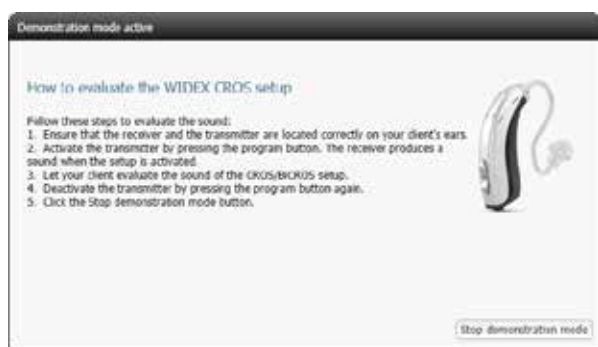 Demonstration mode active
How to evaluate the WIDEX CROS setup
Follow these steps to evaluate the sound:
1. Ensure that the receiver and the transmitter are located correctly on your client's ears.
2. Activate the transmitter by pressing the program button. The receiver produces a
sound when the setup is activated.
3. Let your client evaluate the sound of the CROS/BiCROS setup.
4. Deactivate the transmitter by pressing the program button again.
5. Click the Stop demonstration mode button.
Stop demonstration mode